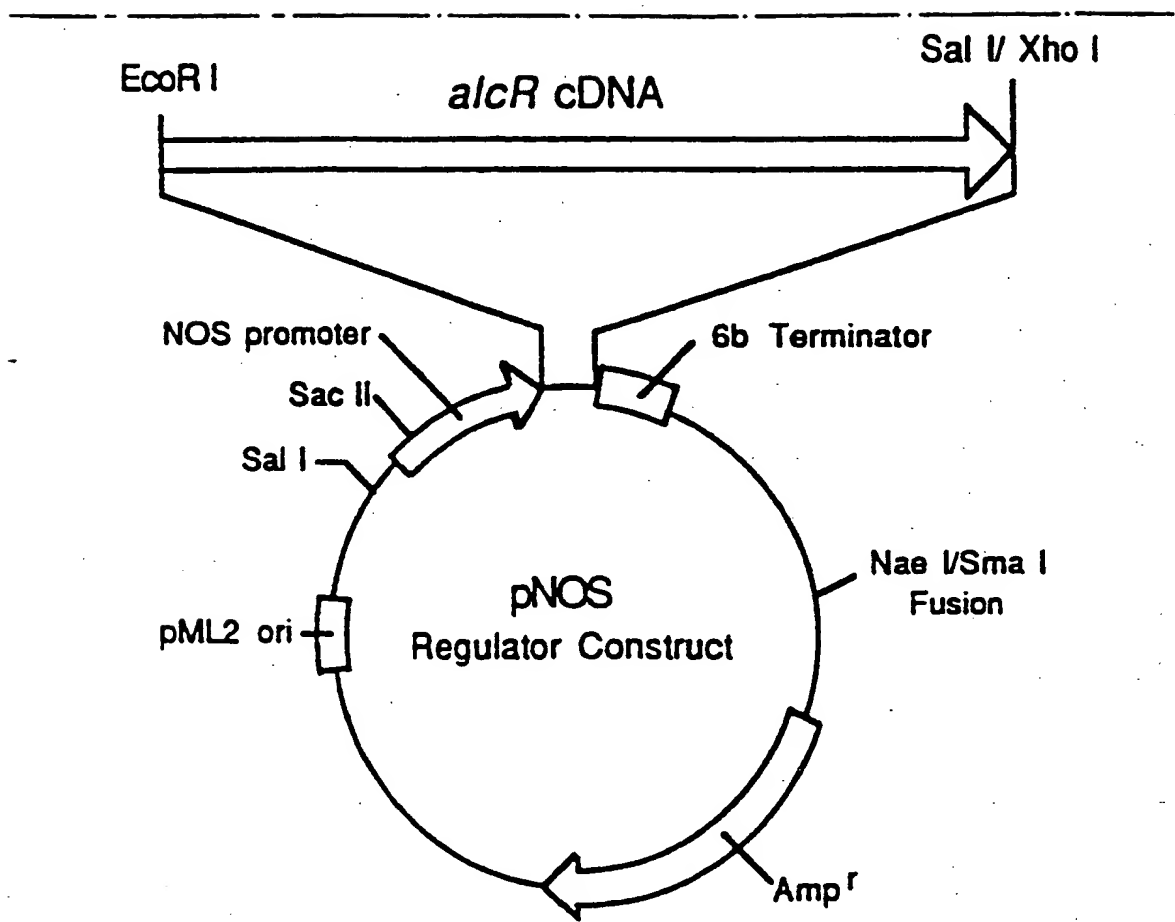 EcoR I
alcR cDNA
Sal I/ Xho I
NOS promoter
6b Terminator
Sac II
Sal I
Nae I/Sma I
Fusion
pNOS
Regulator Construct
pML2 ori
Amp r